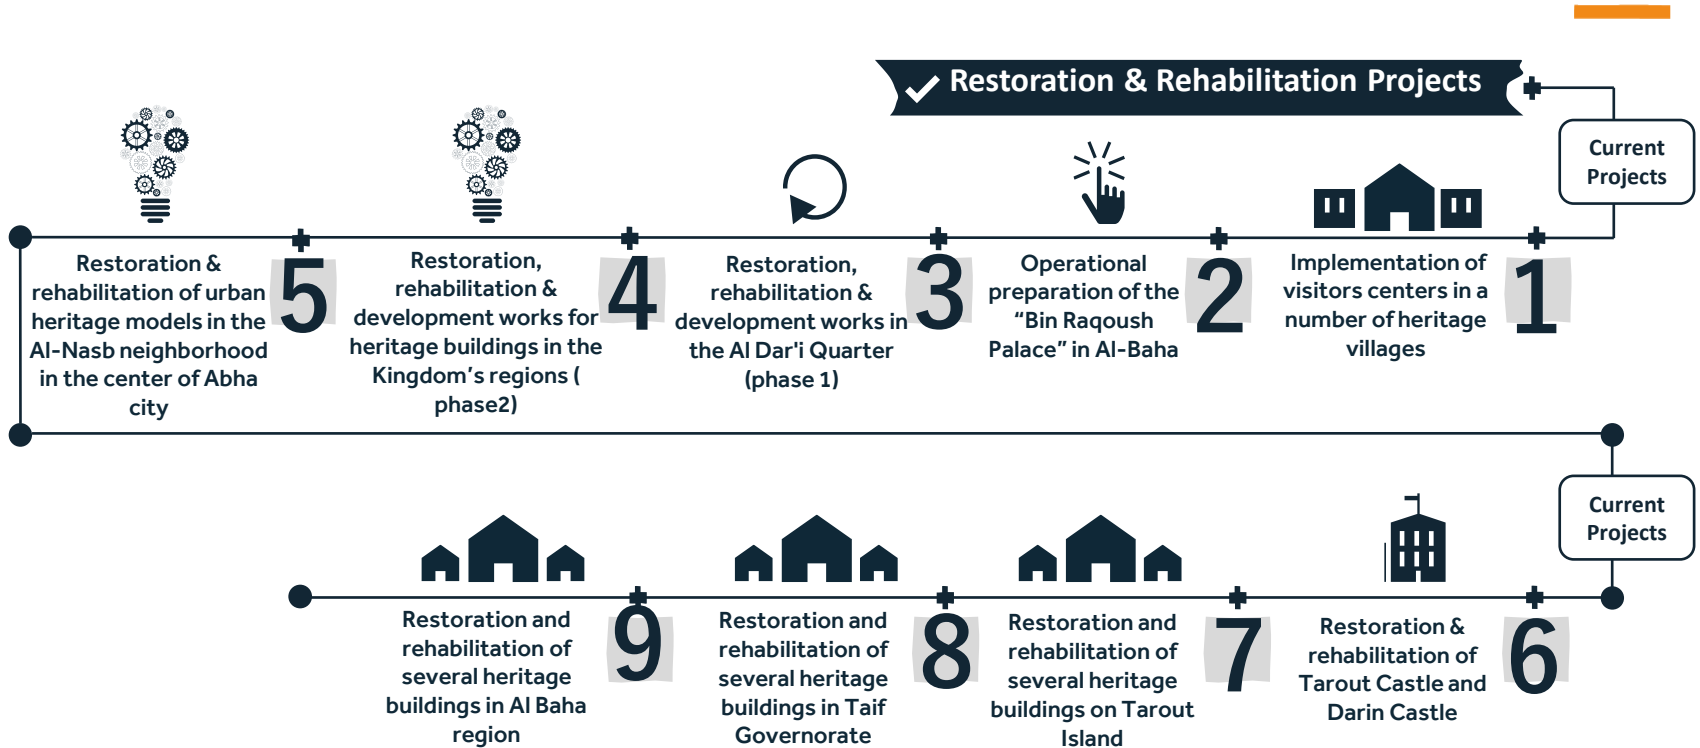 Restoration & Rehabilitation Projects
Current
Projects
1
Implementation of
visitors centers in a
number of heritage
villages
2
Operational
preparation of the
“Bin Raqoush
Palace” in Al-Baha
3
Restoration,
rehabilitation &
development works in
the Al Dar'i Quarter
(phase 1)
4
Restoration,
rehabilitation &
development works for
heritage buildings in the
Kingdom’s regions (
phase2)
5
Restoration &
rehabilitation of urban
heritage models in the
Al-Nasb neighborhood
in the center of Abha
city
Current
Projects
6
Restoration &
rehabilitation of
Tarout Castle and
Darin Castle
7
Restoration and
rehabilitation of
several heritage
buildings on Tarout
Island
8
Restoration and
rehabilitation of
several heritage
buildings in Taif
Governorate
9
Restoration and
rehabilitation of
several heritage
buildings in Al Baha
region